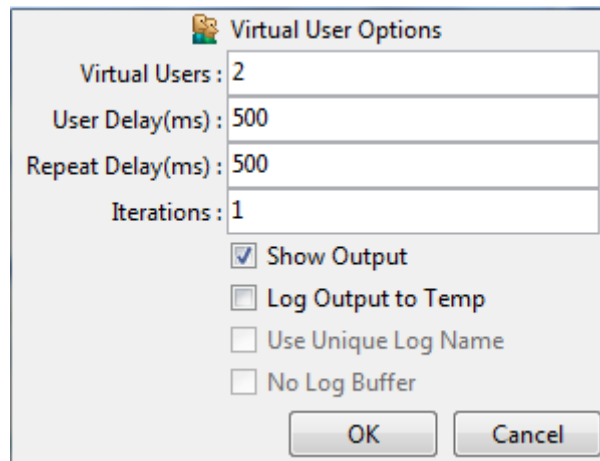 Virtual User Options
Virtual Users : 2
User Delay(ms) : 500
Repeat Delay(ms) : 500
Iterations : 1
Show Output
Log Output to Temp
Use Unique Log Name
No Log Buffer
OK Cancel